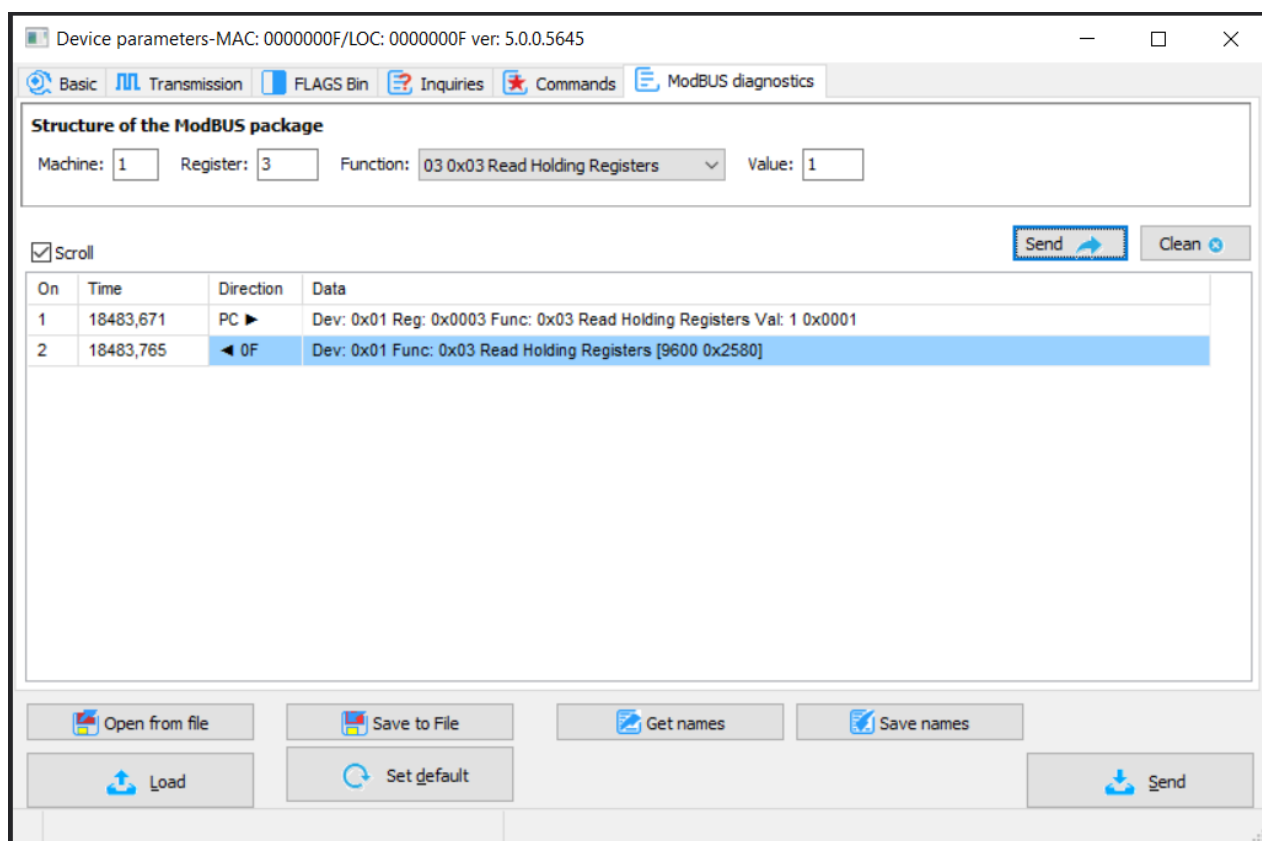 Device parameters-MAC: 0000000F/LOC: 0000000F ver: 5.0.0.5645
Basic Transmission FLAGS Bin Inquiries Commands ModBUS diagnostics
Structure of the ModBUS package
Machine: 1 Register: 3 Function: 03 0x03 Read Holding Registers Value: 1
Scroll Send Clean
On Time Direction Data
1 18483,671 PC ► Dev: 0x01 Reg: 0x0003 Func: 0x03 Read Holding Registers Val: 1 0x0001
2 18483,765 ◄ 0F Dev: 0x01 Func: 0x03 Read Holding Registers [9600 0x2580]
Open from file Save to File Get names Save names
Load Set default Send